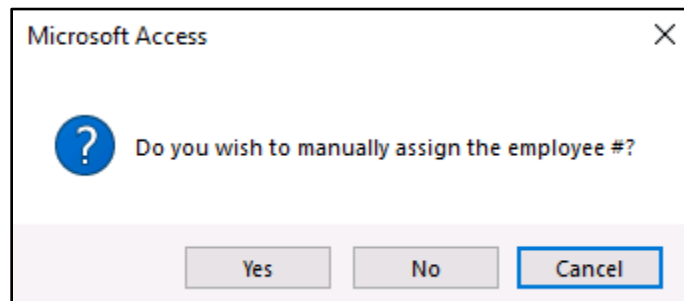 Microsoft Access
Do you wish to manually assign the employee #?
Yes No Cancel